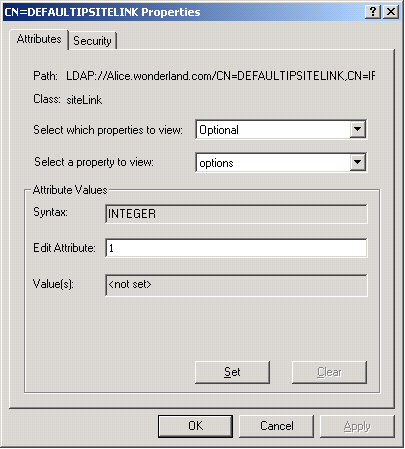 CN=DEFAULTIPSITELINK Properties
Attributes Security
Path: LDAP://Alice.wonderland.com/CN=DEFAULTIPSITELINK,CN=IP
Class: siteLink
Select which properties to view: Optional
Select a property to view: options
Attribute Values
Syntax: INTEGER
Edit Attribute: 1
Value(s): <not set>
Set Clear
OK Cancel Apply